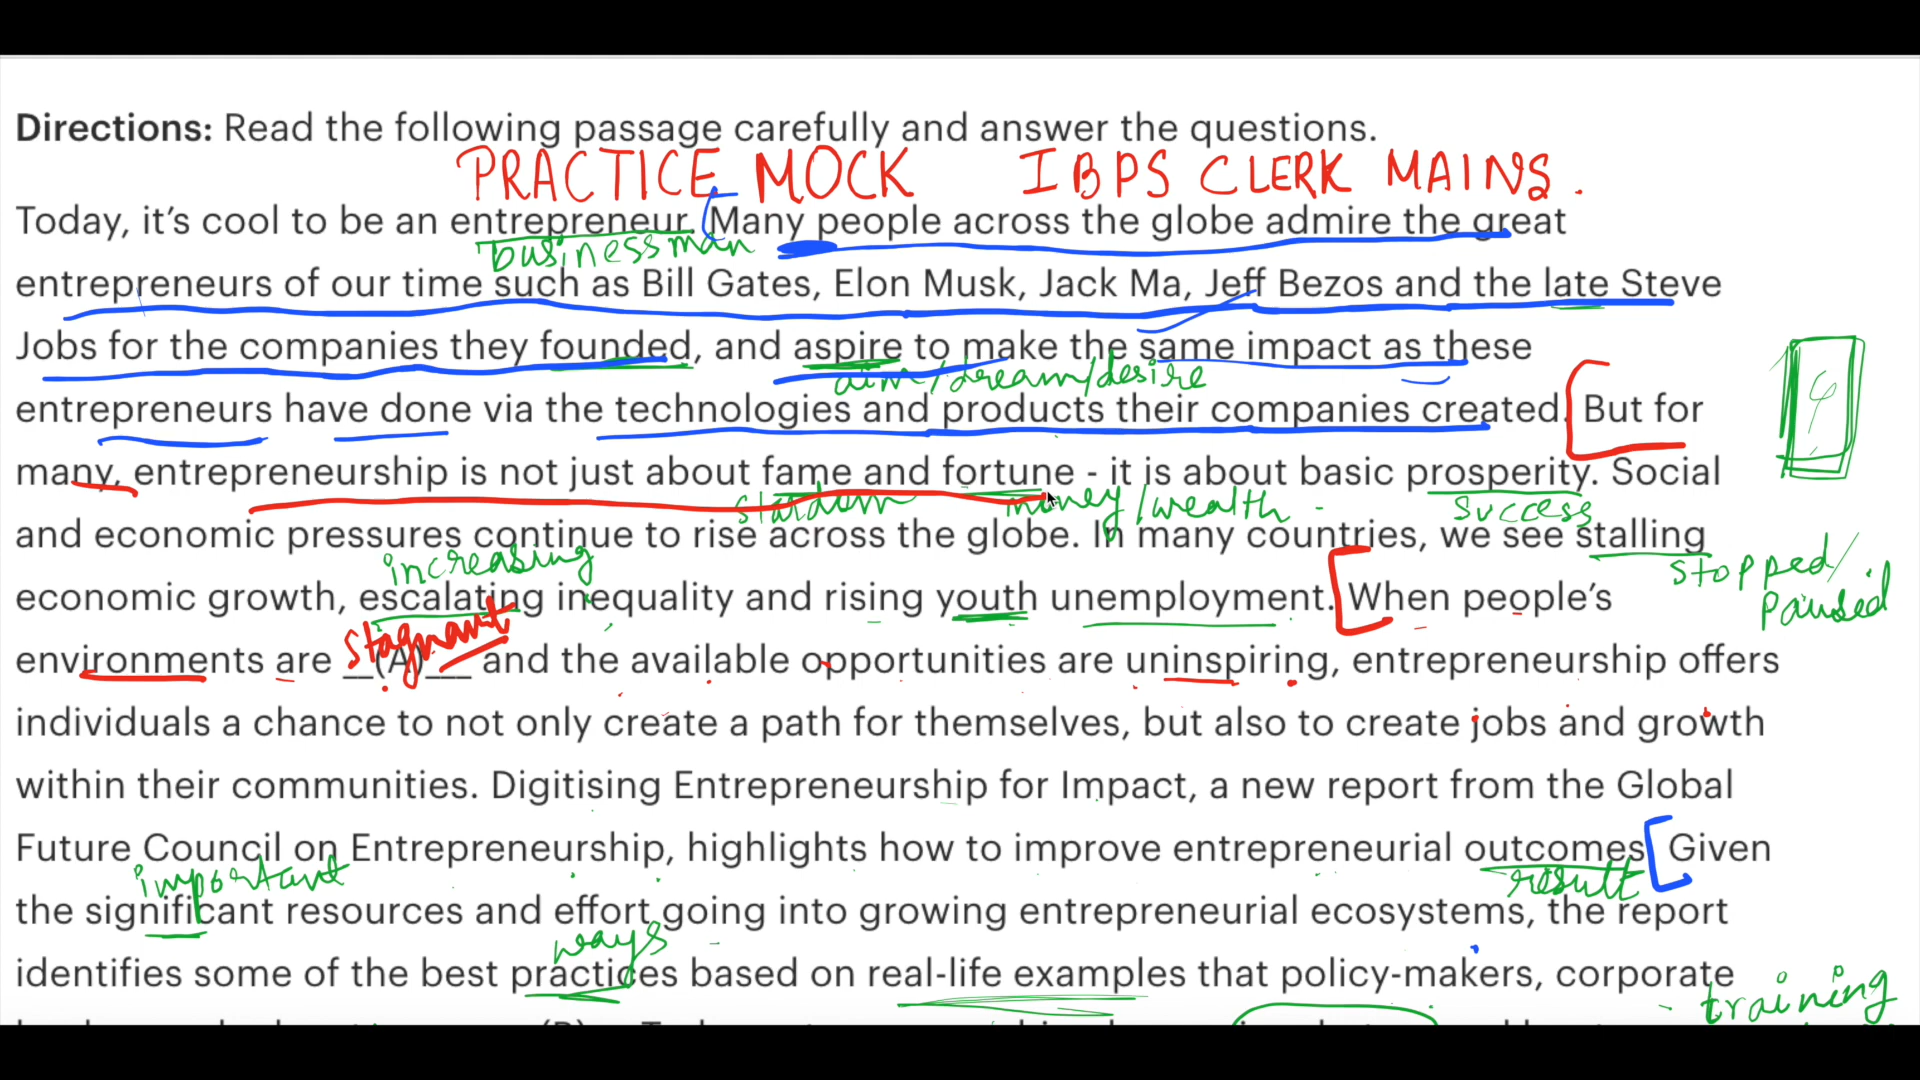 Directions: Read the following passage carefully and answer the questions.
PRACTICE MOCK IBPS CLERK MAINS.
Today, it's cool to be an entrepreneur. Many people across the globe admire the great
businessman
entrepreneurs of our time such as Bill Gates, Elon Musk, Jack Ma, Jeff Bezos and the late Steve
Jobs for the companies they founded, and aspire to make the same impact as these
aim/dream/desire
entrepreneurs have done via the technologies and products their companies created. But for
many, entrepreneurship is not just about fame and fortune - it is about basic prosperity. Social
stardum money/wealth success
and economic pressures continue to rise across the globe. In many countries, we see stalling
increasing stopped/
paused
economic growth, escalating inequality and rising youth unemployment. When people's
stagnant
environments are __(A)___ and the available opportunities are uninspiring, entrepreneurship offers
individuals a chance to not only create a path for themselves, but also to create jobs and growth
within their communities. Digitising Entrepreneurship for Impact, a new report from the Global
Future Council on Entrepreneurship, highlights how to improve entrepreneurial outcomes Given
important result
the significant resources and effort going into growing entrepreneurial ecosystems, the report
ways
identifies some of the best practices based on real-life examples that policy-makers, corporate
training